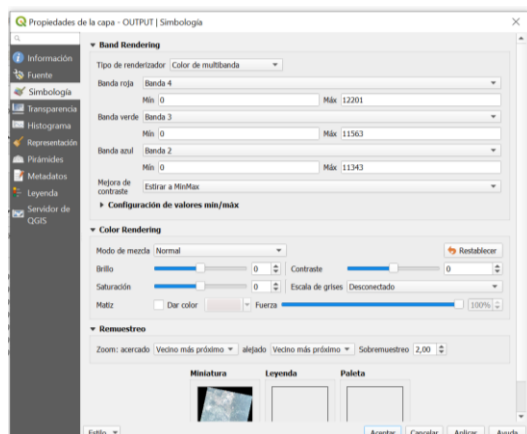 Propiedades de la capa - OUTPUT | Simbología
Información
Fuente
Simbología
Transparencia
Histograma
Representación
Pirámides
Metadatos
Leyenda
Servidor de
QGIS
Band Rendering
Tipo de renderizador Color de multibanda
Banda roja Banda 4
Mín 0 Máx 12201
Banda verde Banda 3
Mín 0 Máx 11563
Banda azul Banda 2
Mín 0 Máx 11343
Mejora de
contraste Estirar a MinMax
Configuración de valores min/máx
Color Rendering
Modo de mezcla Normal Restablecer
Brillo 0 Contraste 0
Saturación 0 Escala de grises Desconectado
Matiz Dar color Fuerza 100%
Remuestreo
Zoom: acercado Vecino más próximo alejado Vecino más próximo Sobremuestreo 2,00
Miniatura Leyenda Paleta
Estilo Aceptar Cancelar Aplicar Ayuda